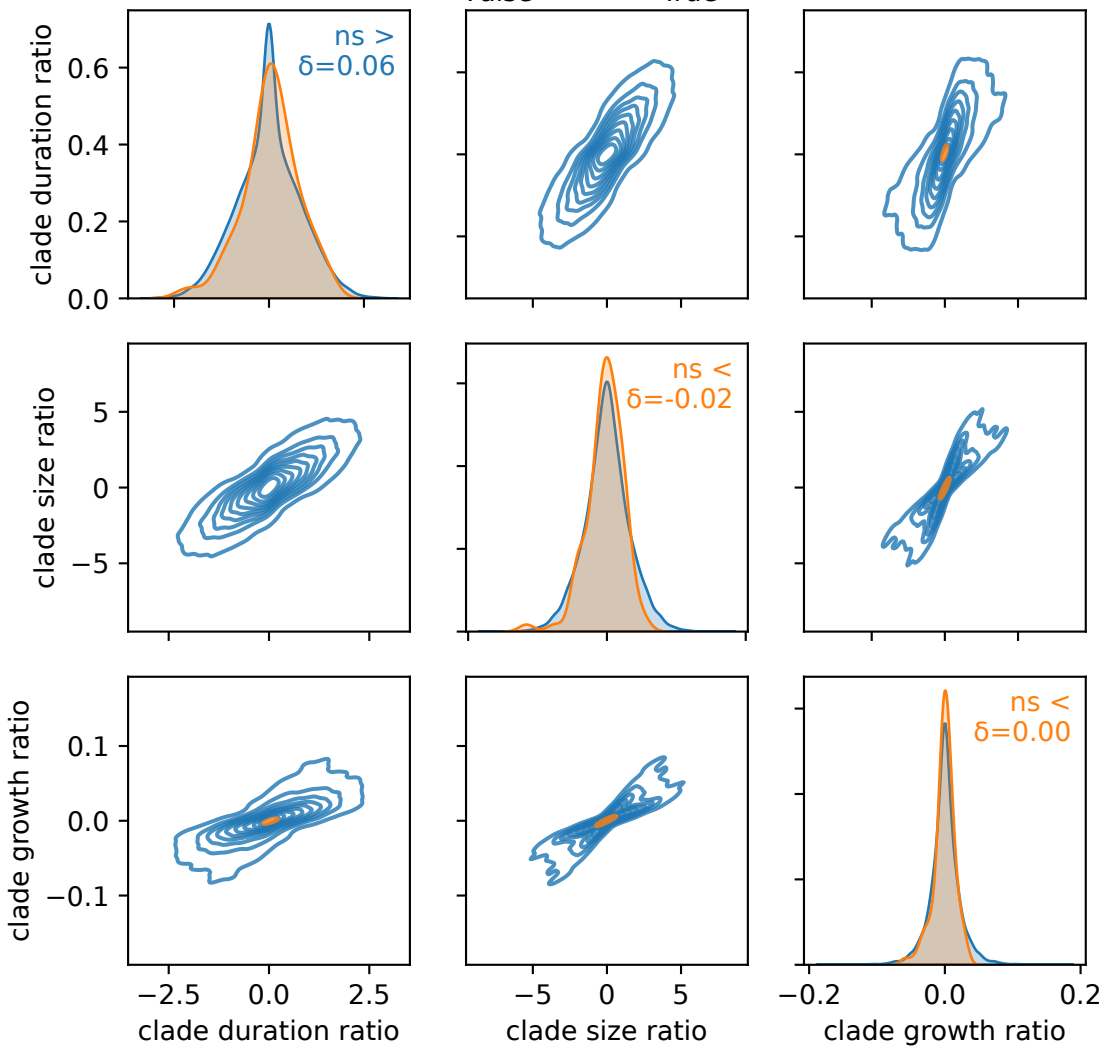 clade duration ratio
0.6
0.4
0.2
0.0
ns >
δ=0.06
clade size ratio
5
0
−5
ns <
δ=-0.02
clade growth ratio
0.1
0.0
−0.1
ns <
δ=0.00
−2.5 0.0 2.5
−5 0 5
−0.2 0.0 0.2
clade duration ratio
clade size ratio
clade growth ratio